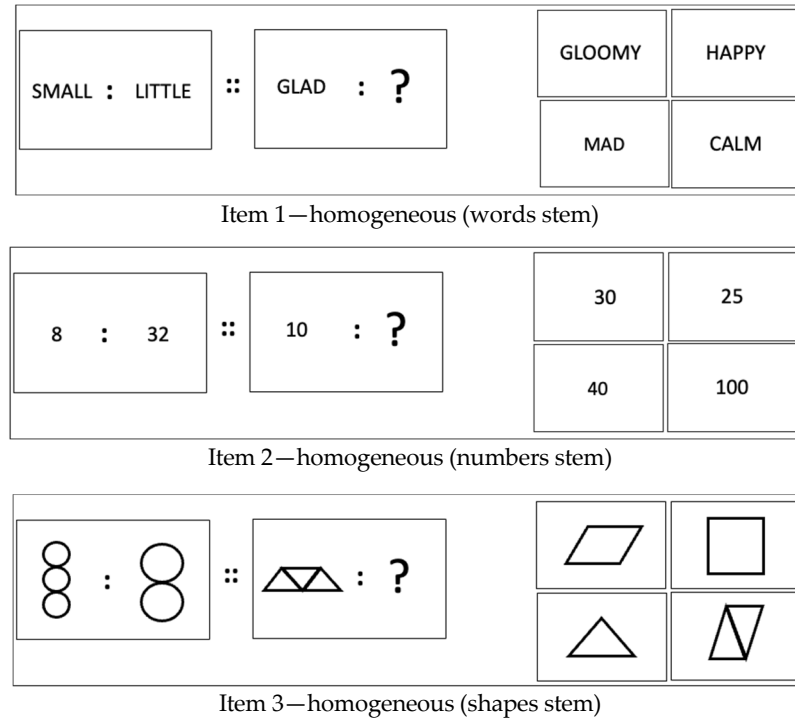 SMALL : LITTLE :: GLAD : ? GLOOMY HAPPY
MAD CALM
Item 1—homogeneous (words stem)
8 : 32 :: 10 : ? 30 25
40 100
Item 2—homogeneous (numbers stem)
: :: : ?
Item 3—homogeneous (shapes stem)